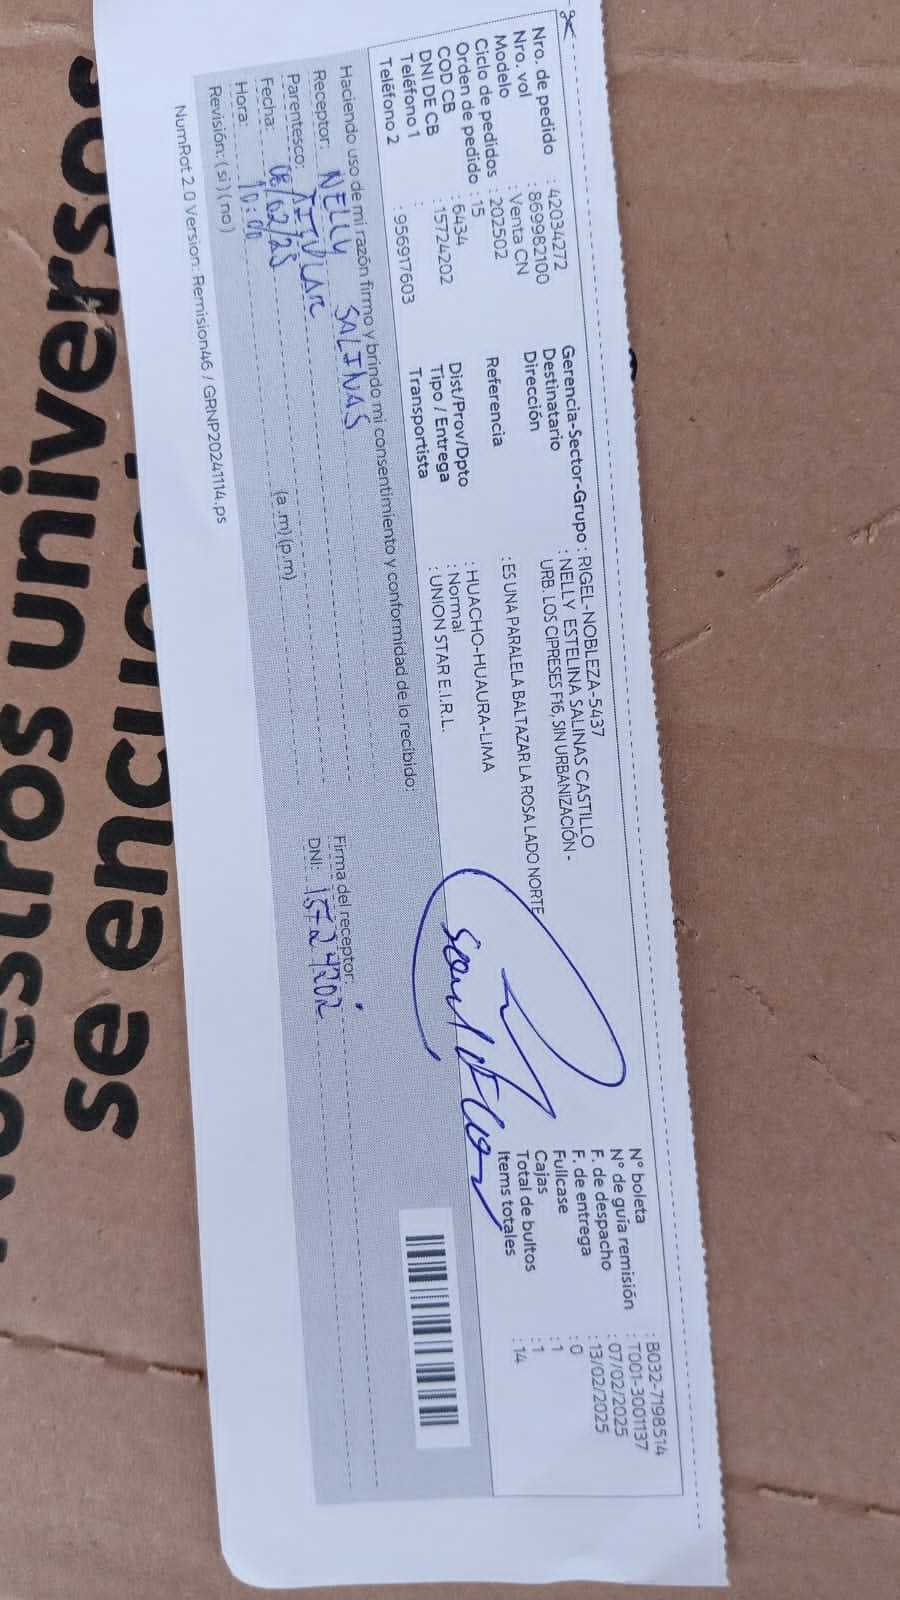 Nro. de pedido : 42034272
Nro. vol : 869982100
Modelo : Venta CN
Ciclo de pedidos : 202502
Orden de pedido : 15
COD CB : 6434
DNI DE CB : 15724202
Teléfono 1 :
Teléfono 2 : 956917603
Gerencia-Sector-Grupo : RIGEL-NOBLEZA-5437
Destinatario : NELLY ESTELINA SALINAS CASTILLO
Dirección : URB. LOS CIPRESES F16, SIN URBANIZACIÓN -
Referencia : ES UNA PARALELA BALTAZAR LA ROSA LADO NORTE
Dist/Prov/Dpto : HUACHO-HUAURA-LIMA
Tipo / Entrega : Normal
Transportista : UNION STAR E.I.R.L.
N° boleta : B032-7198514
N° de guía remisión : T001-3001137
F. de despacho : 07/02/2025
F. de entrega : 13/02/2025
Fullcase : 0
Cajas : 1
Total de bultos : 1
Items totales : 14
Haciendo uso de mi razón firmo y brindo mi consentimiento y conformidad de lo recibido:
Receptor: NELLY SALINAS
Parentesco: TITULAR
Fecha: 08/02/25
Hora: 10:00 (a.m) (p.m)
Revisión: (si) (no)
Firma del receptor:
DNI: 15724202
NumRot 2.0 Version: Remision46 / GRNP20241114.ps
universos
se